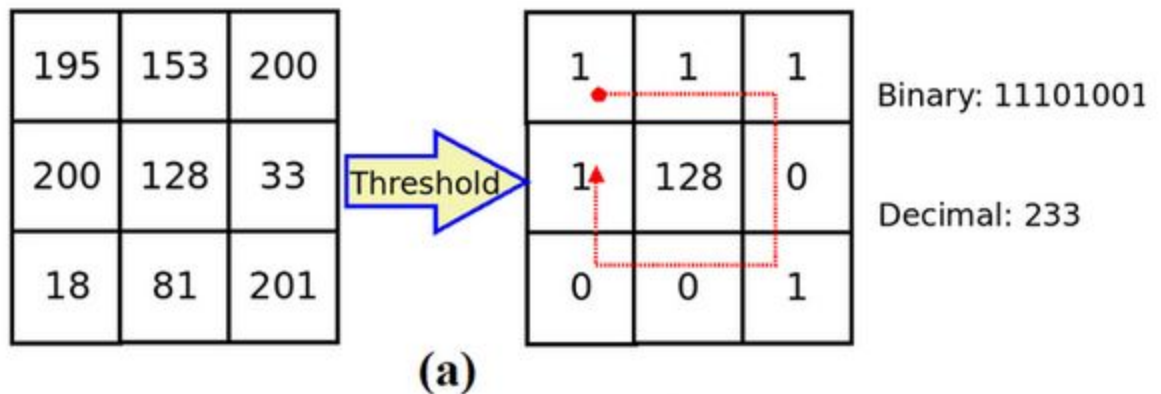 195 153 200
1 1 1
Binary: 11101001
200 128 33
Threshold
1 128 0
Decimal: 233
18 81 201
0 0 1
(a)